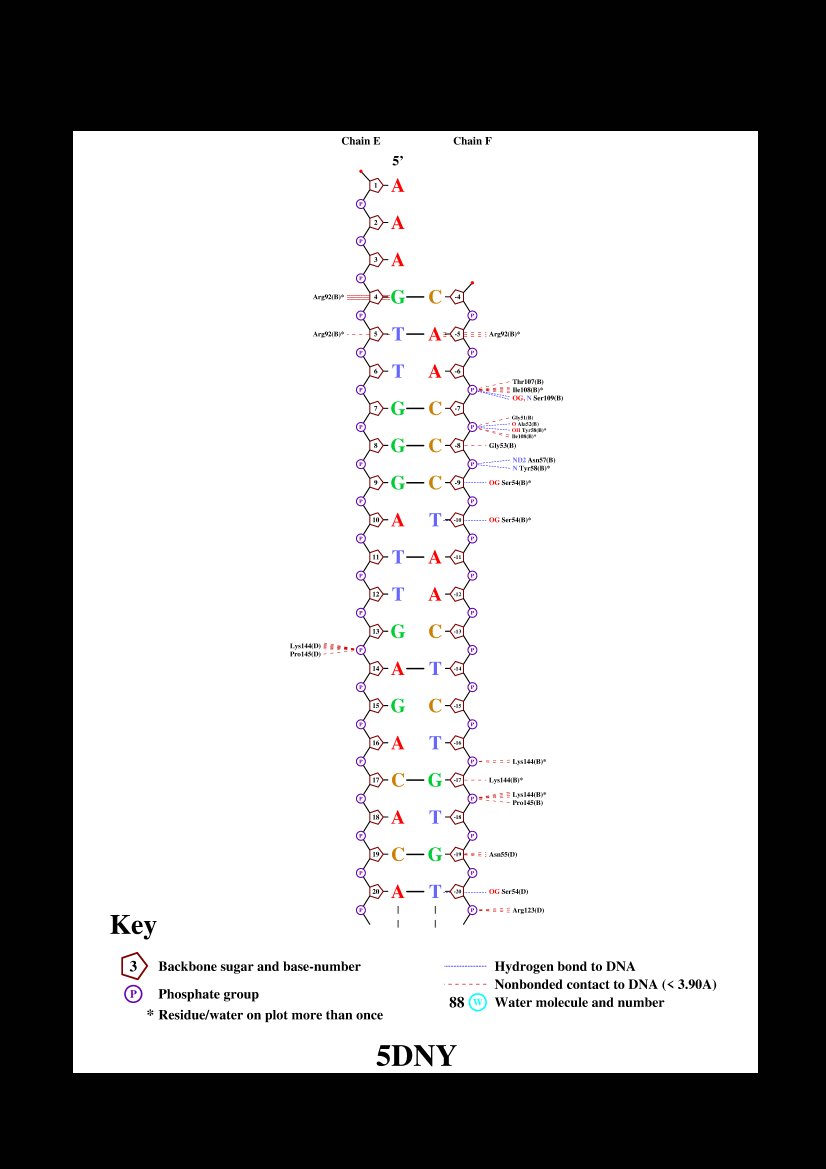 Chain E Chain F
5'
1 A
P
2 A
P
3 A
P
Arg92(B)* 4 G C -4
P P
Arg92(B)* 5 T A -5 Arg92(B)*
P P
6 T A -6
Thr107(B)
P P Ile108(B)*
OG, N Ser109(B)
7 G C -7
Gly51(B)
O Ala52(B)
P P
OH Tyr58(B)*
Ile108(B)*
8 G C -8 Gly53(B)
ND2 Asn57(B)
P P
N Tyr58(B)*
9 G C -9 OG Ser54(B)*
P P
10 A T -10 OG Ser54(B)*
P P
11 T A -11
P P
12 T A -12
P P
13 G C -13
Lys144(D)
P P
Pro145(D)
14 A T -14
P P
15 G C -15
P P
16 A T -16
P P Lys144(B)*
17 C G -17 Lys144(B)*
P P Lys144(B)*
Pro145(B)
18 A T -18
P P
19 C G -19 Asn55(D)
P P
20 A T -20 OG Ser54(D)
P P Arg123(D)
Key
3 Backbone sugar and base-number
P Phosphate group
* Residue/water on plot more than once
Hydrogen bond to DNA
Nonbonded contact to DNA (< 3.90A)
88 W Water molecule and number
5DNY